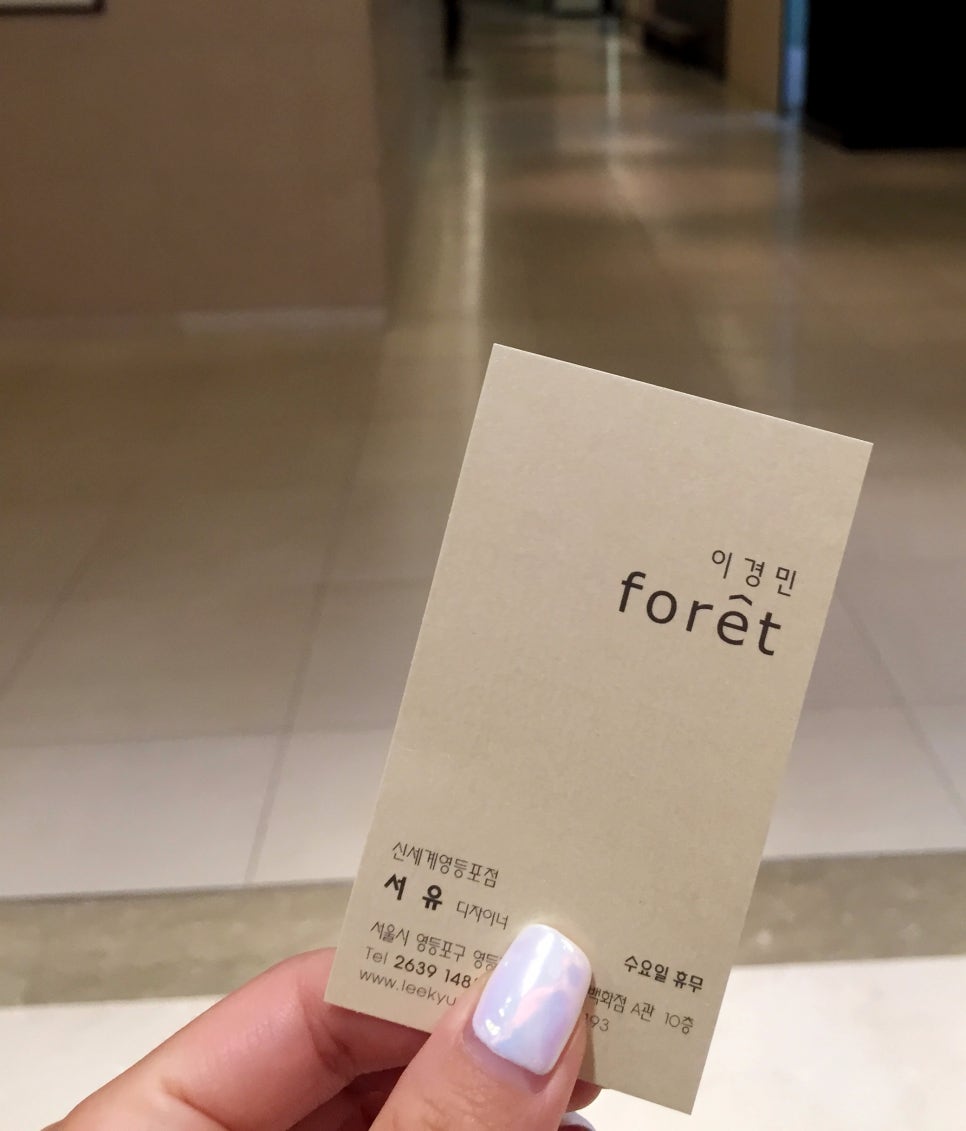 이경민
forêt
신세계영등포점
서 유 디자이너
수요일 휴무
서울시 영등포구 백화점 A관 10층
Tel 2639 148
www.leekyu